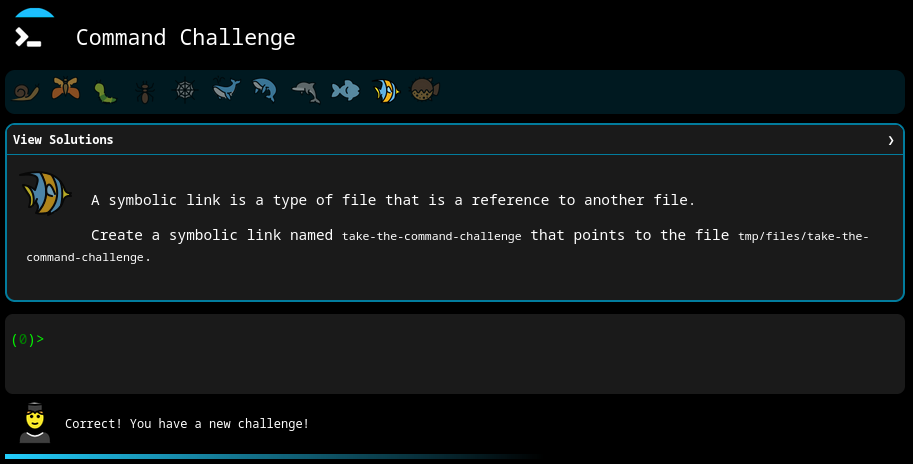 Command Challenge
View Solutions ❯
A symbolic link is a type of file that is a reference to another file.
Create a symbolic link named take-the-command-challenge that points to the file tmp/files/take-the-
command-challenge.
(0)>
Correct! You have a new challenge!